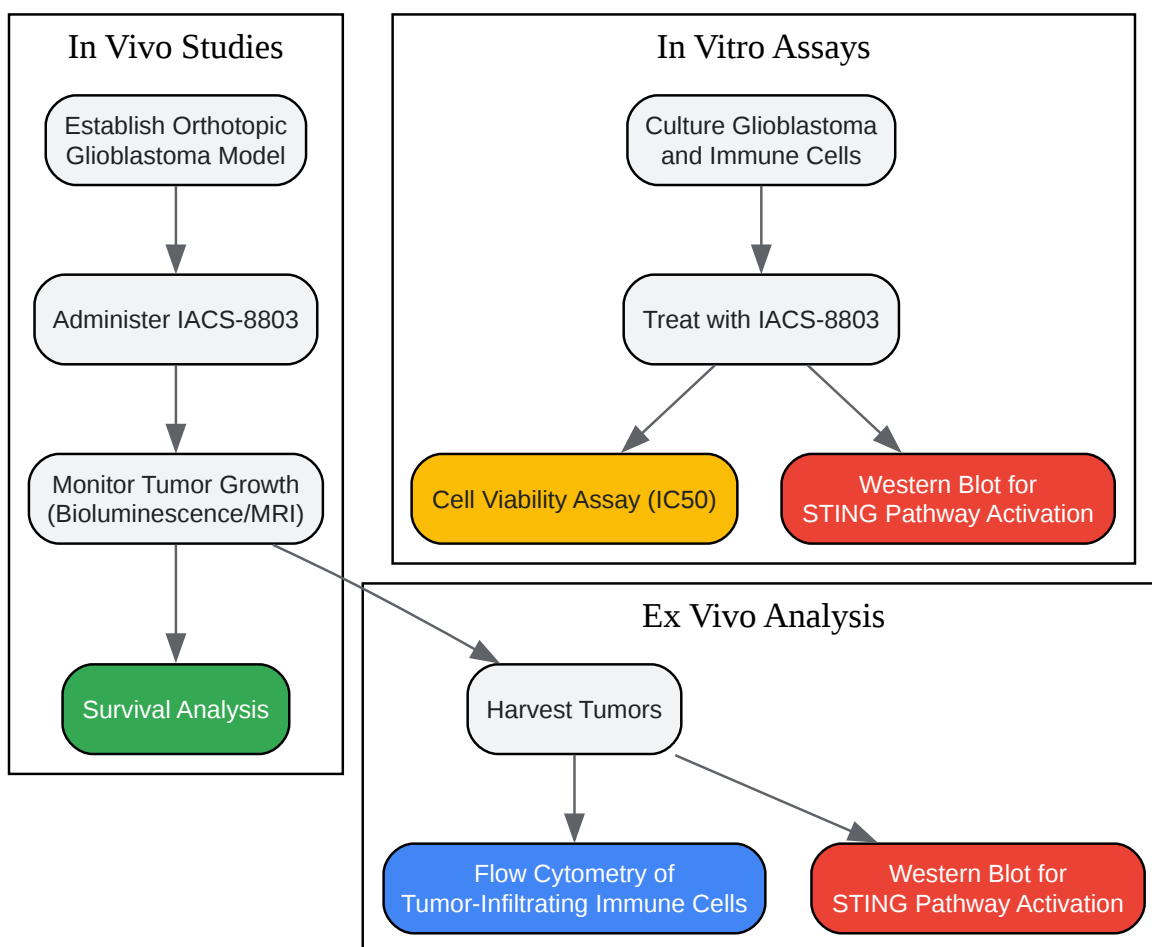 In Vivo Studies
Establish Orthotopic
Glioblastoma Model
Administer IACS-8803
Monitor Tumor Growth
(Bioluminescence/MRI)
Survival Analysis
In Vitro Assays
Culture Glioblastoma
and Immune Cells
Treat with IACS-8803
Cell Viability Assay (IC50)
Western Blot for
STING Pathway Activation
Ex Vivo Analysis
Harvest Tumors
Flow Cytometry of
Tumor-Infiltrating Immune Cells
Western Blot for
STING Pathway Activation